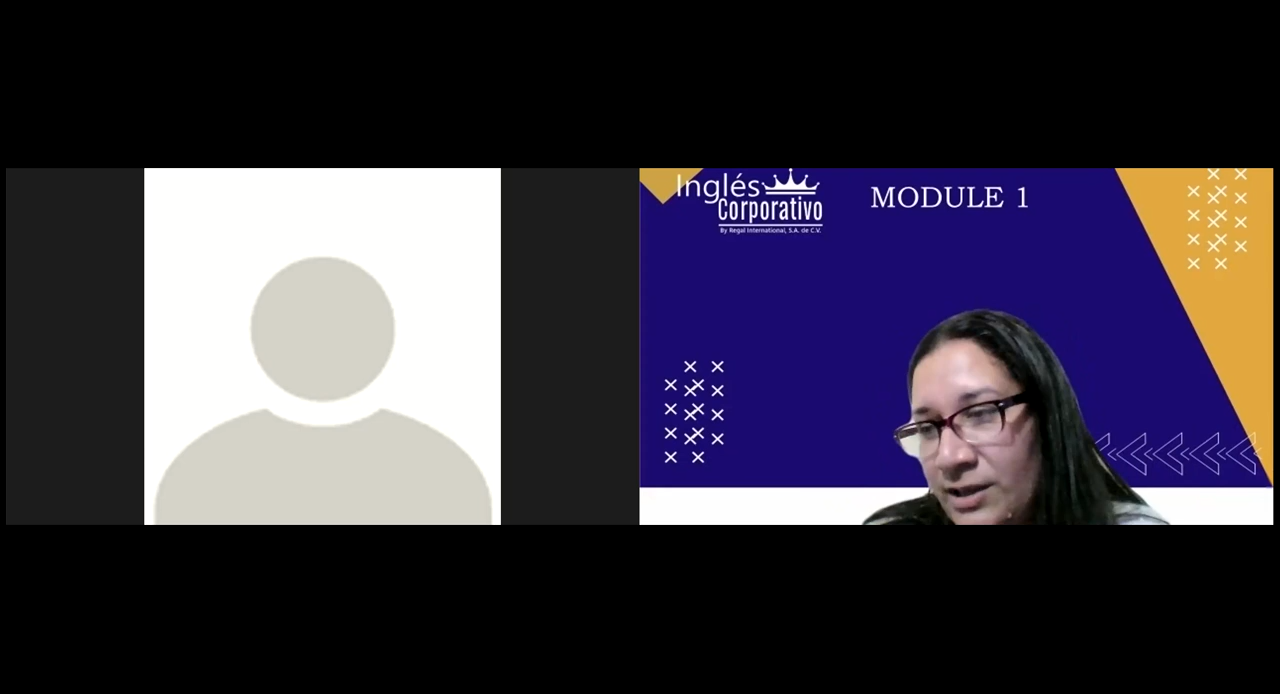 Inglés
Corporativo
By Regal International, S.A. de C.V.
MODULE 1